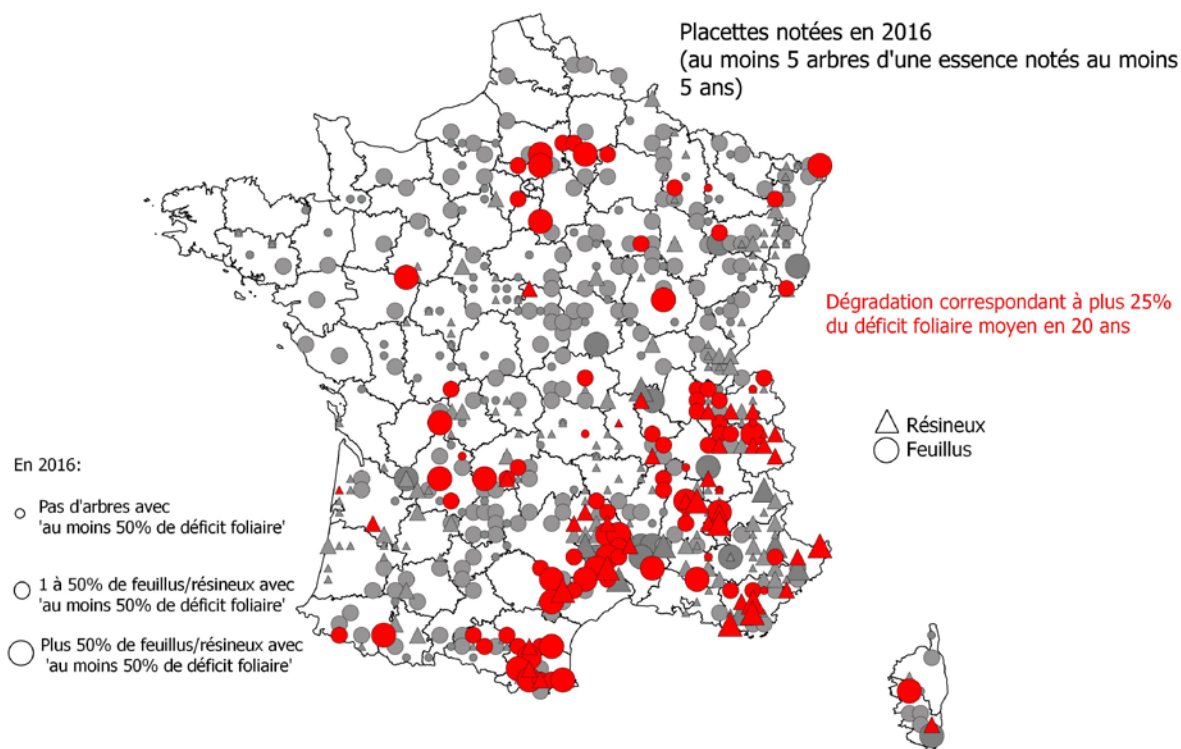 Placettes notées en 2016
(au moins 5 arbres d'une essence notés au moins
5 ans)
Dégradation correspondant à plus 25%
du déficit foliaire moyen en 20 ans
Résineux
Feuillus
En 2016:
Pas d'arbres avec
'au moins 50% de déficit foliaire'
1 à 50% de feuillus/résineux avec
'au moins 50% de déficit foliaire'
Plus 50% de feuillus/résineux avec
'au moins 50% de déficit foliaire'